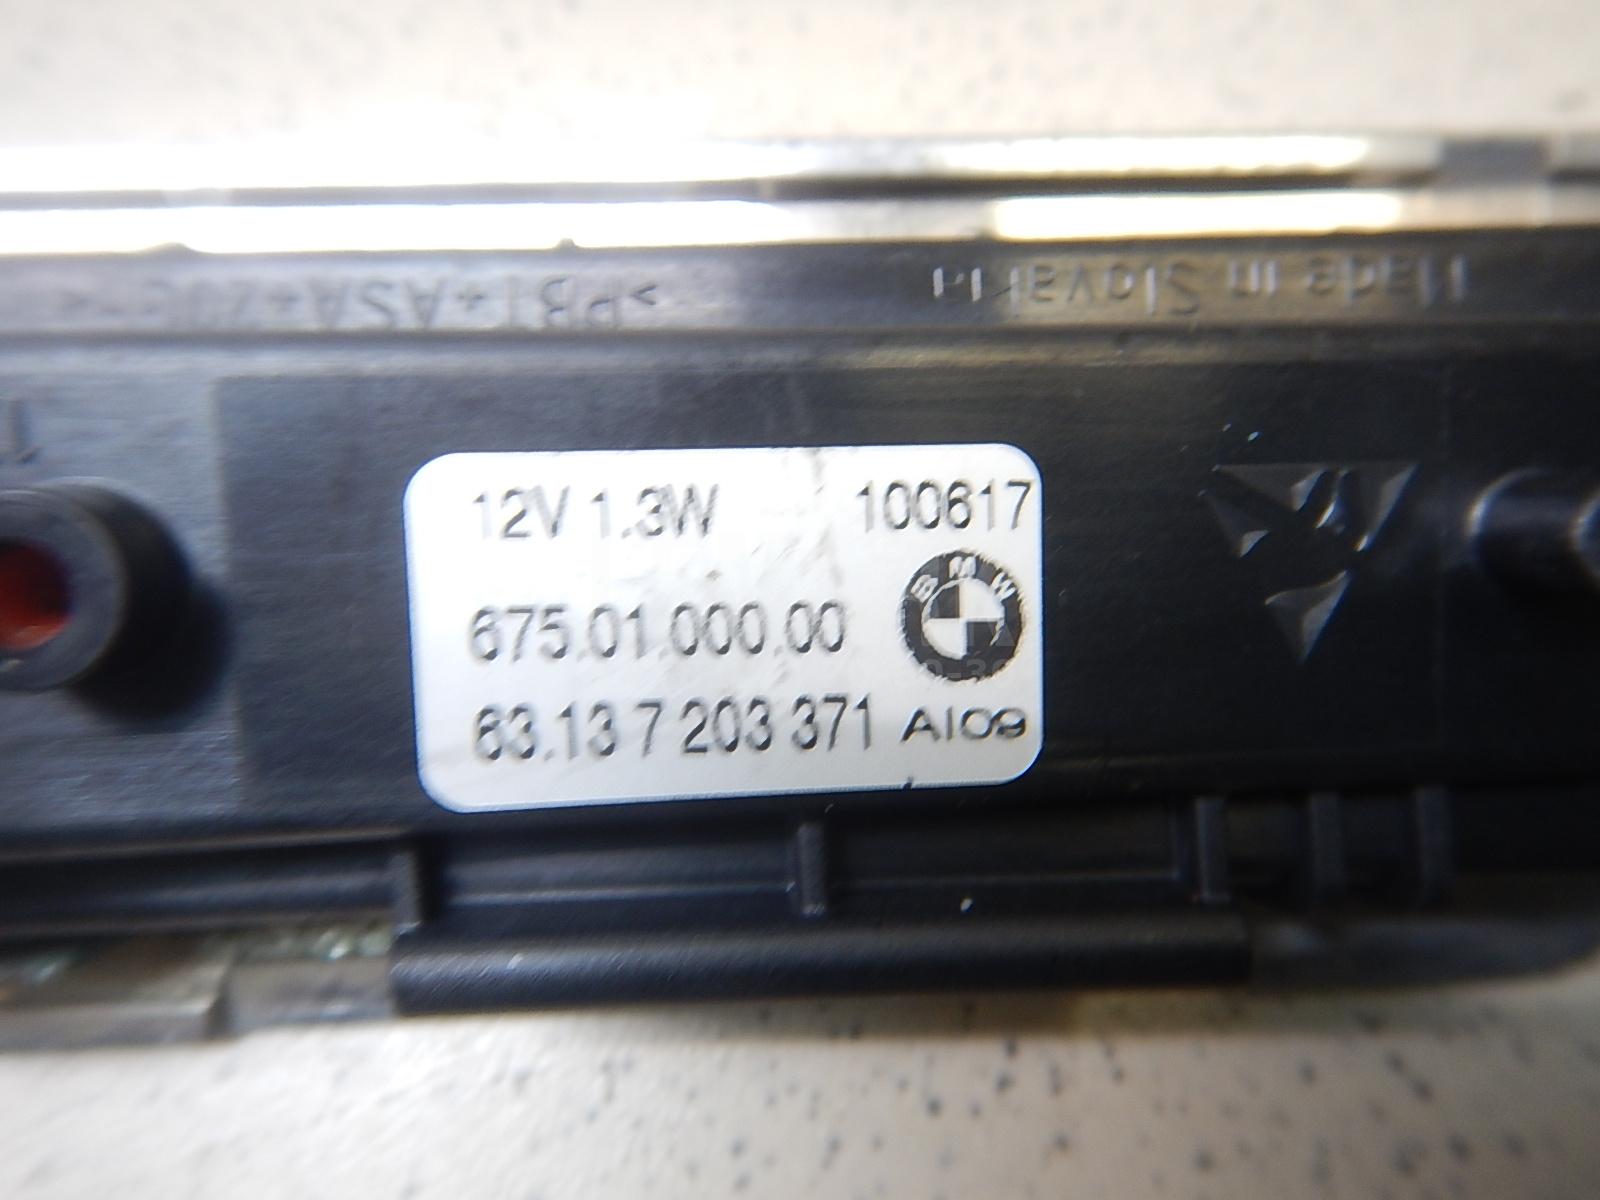 Made in Slovakia
>PBT+ASA+
12V 1.3W 100617
BMW
675.01.000.00
63.13 7 203 371 AI09